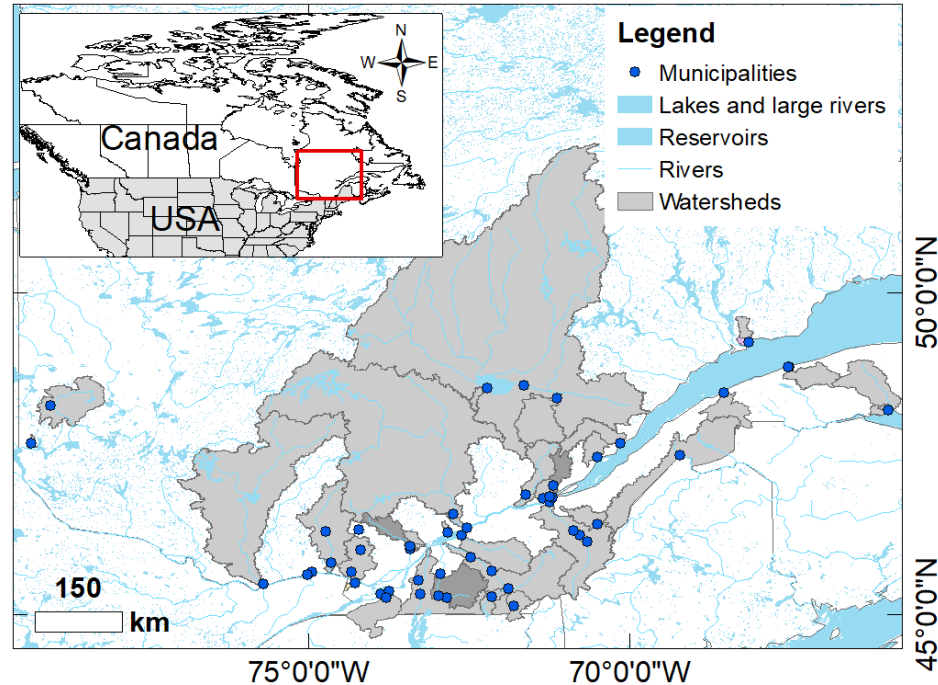 N
W E
S
Canada
USA
Legend
Municipalities
Lakes and large rivers
Reservoirs
Rivers
Watersheds
50°0'0"N
45°0'0"N
150
km
75°0'0"W
70°0'0"W